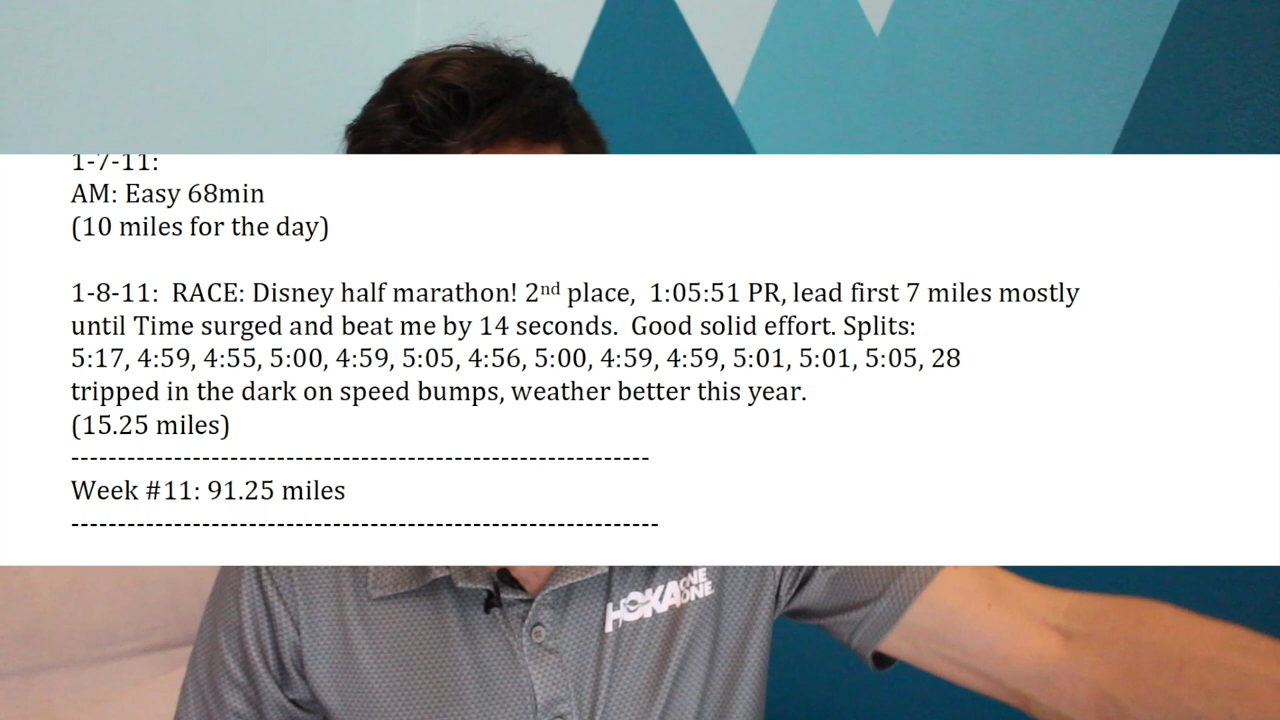 1-7-11:
AM: Easy 68min
(10 miles for the day)
1-8-11:  RACE: Disney half marathon! 2nd place,  1:05:51 PR, lead first 7 miles mostly
until Time surged and beat me by 14 seconds.  Good solid effort. Splits:
5:17, 4:59, 4:55, 5:00, 4:59, 5:05, 4:56, 5:00, 4:59, 4:59, 5:01, 5:01, 5:05, 28
tripped in the dark on speed bumps, weather better this year.
(15.25 miles)
--------------------------------------------------------------
Week #11: 91.25 miles
---------------------------------------------------------------
HOKA ONE ONE